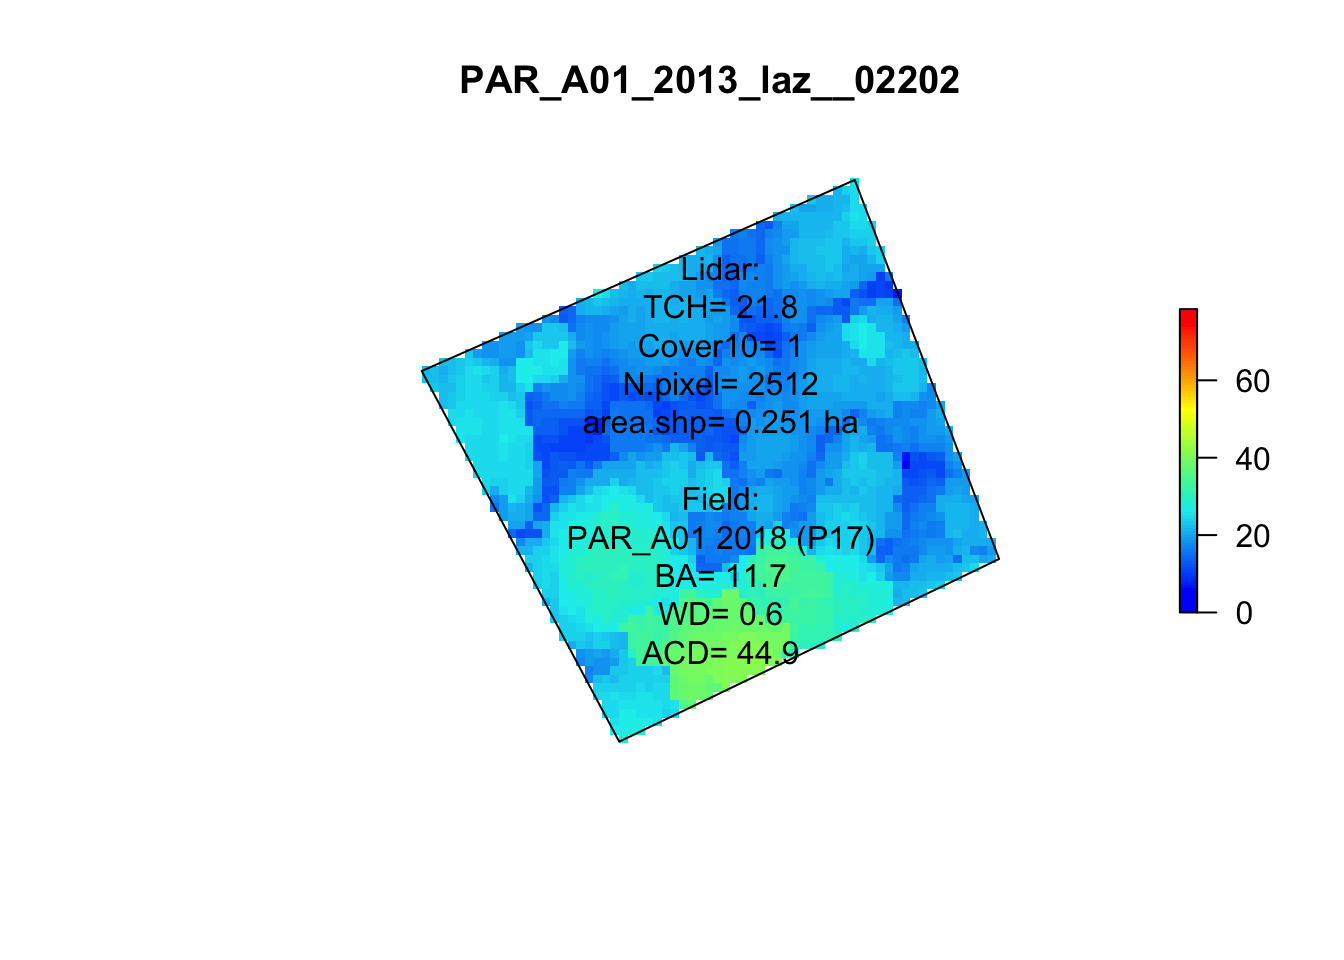 PAR_A01_2013_laz__02202
Lidar:
TCH= 21.8
Cover10= 1
N.pixel= 2512
area.shp= 0.251 ha
Field:
PAR_A01 2018 (P17)
BA= 11.7
WD= 0.6
ACD= 44.9
60
40
20
0